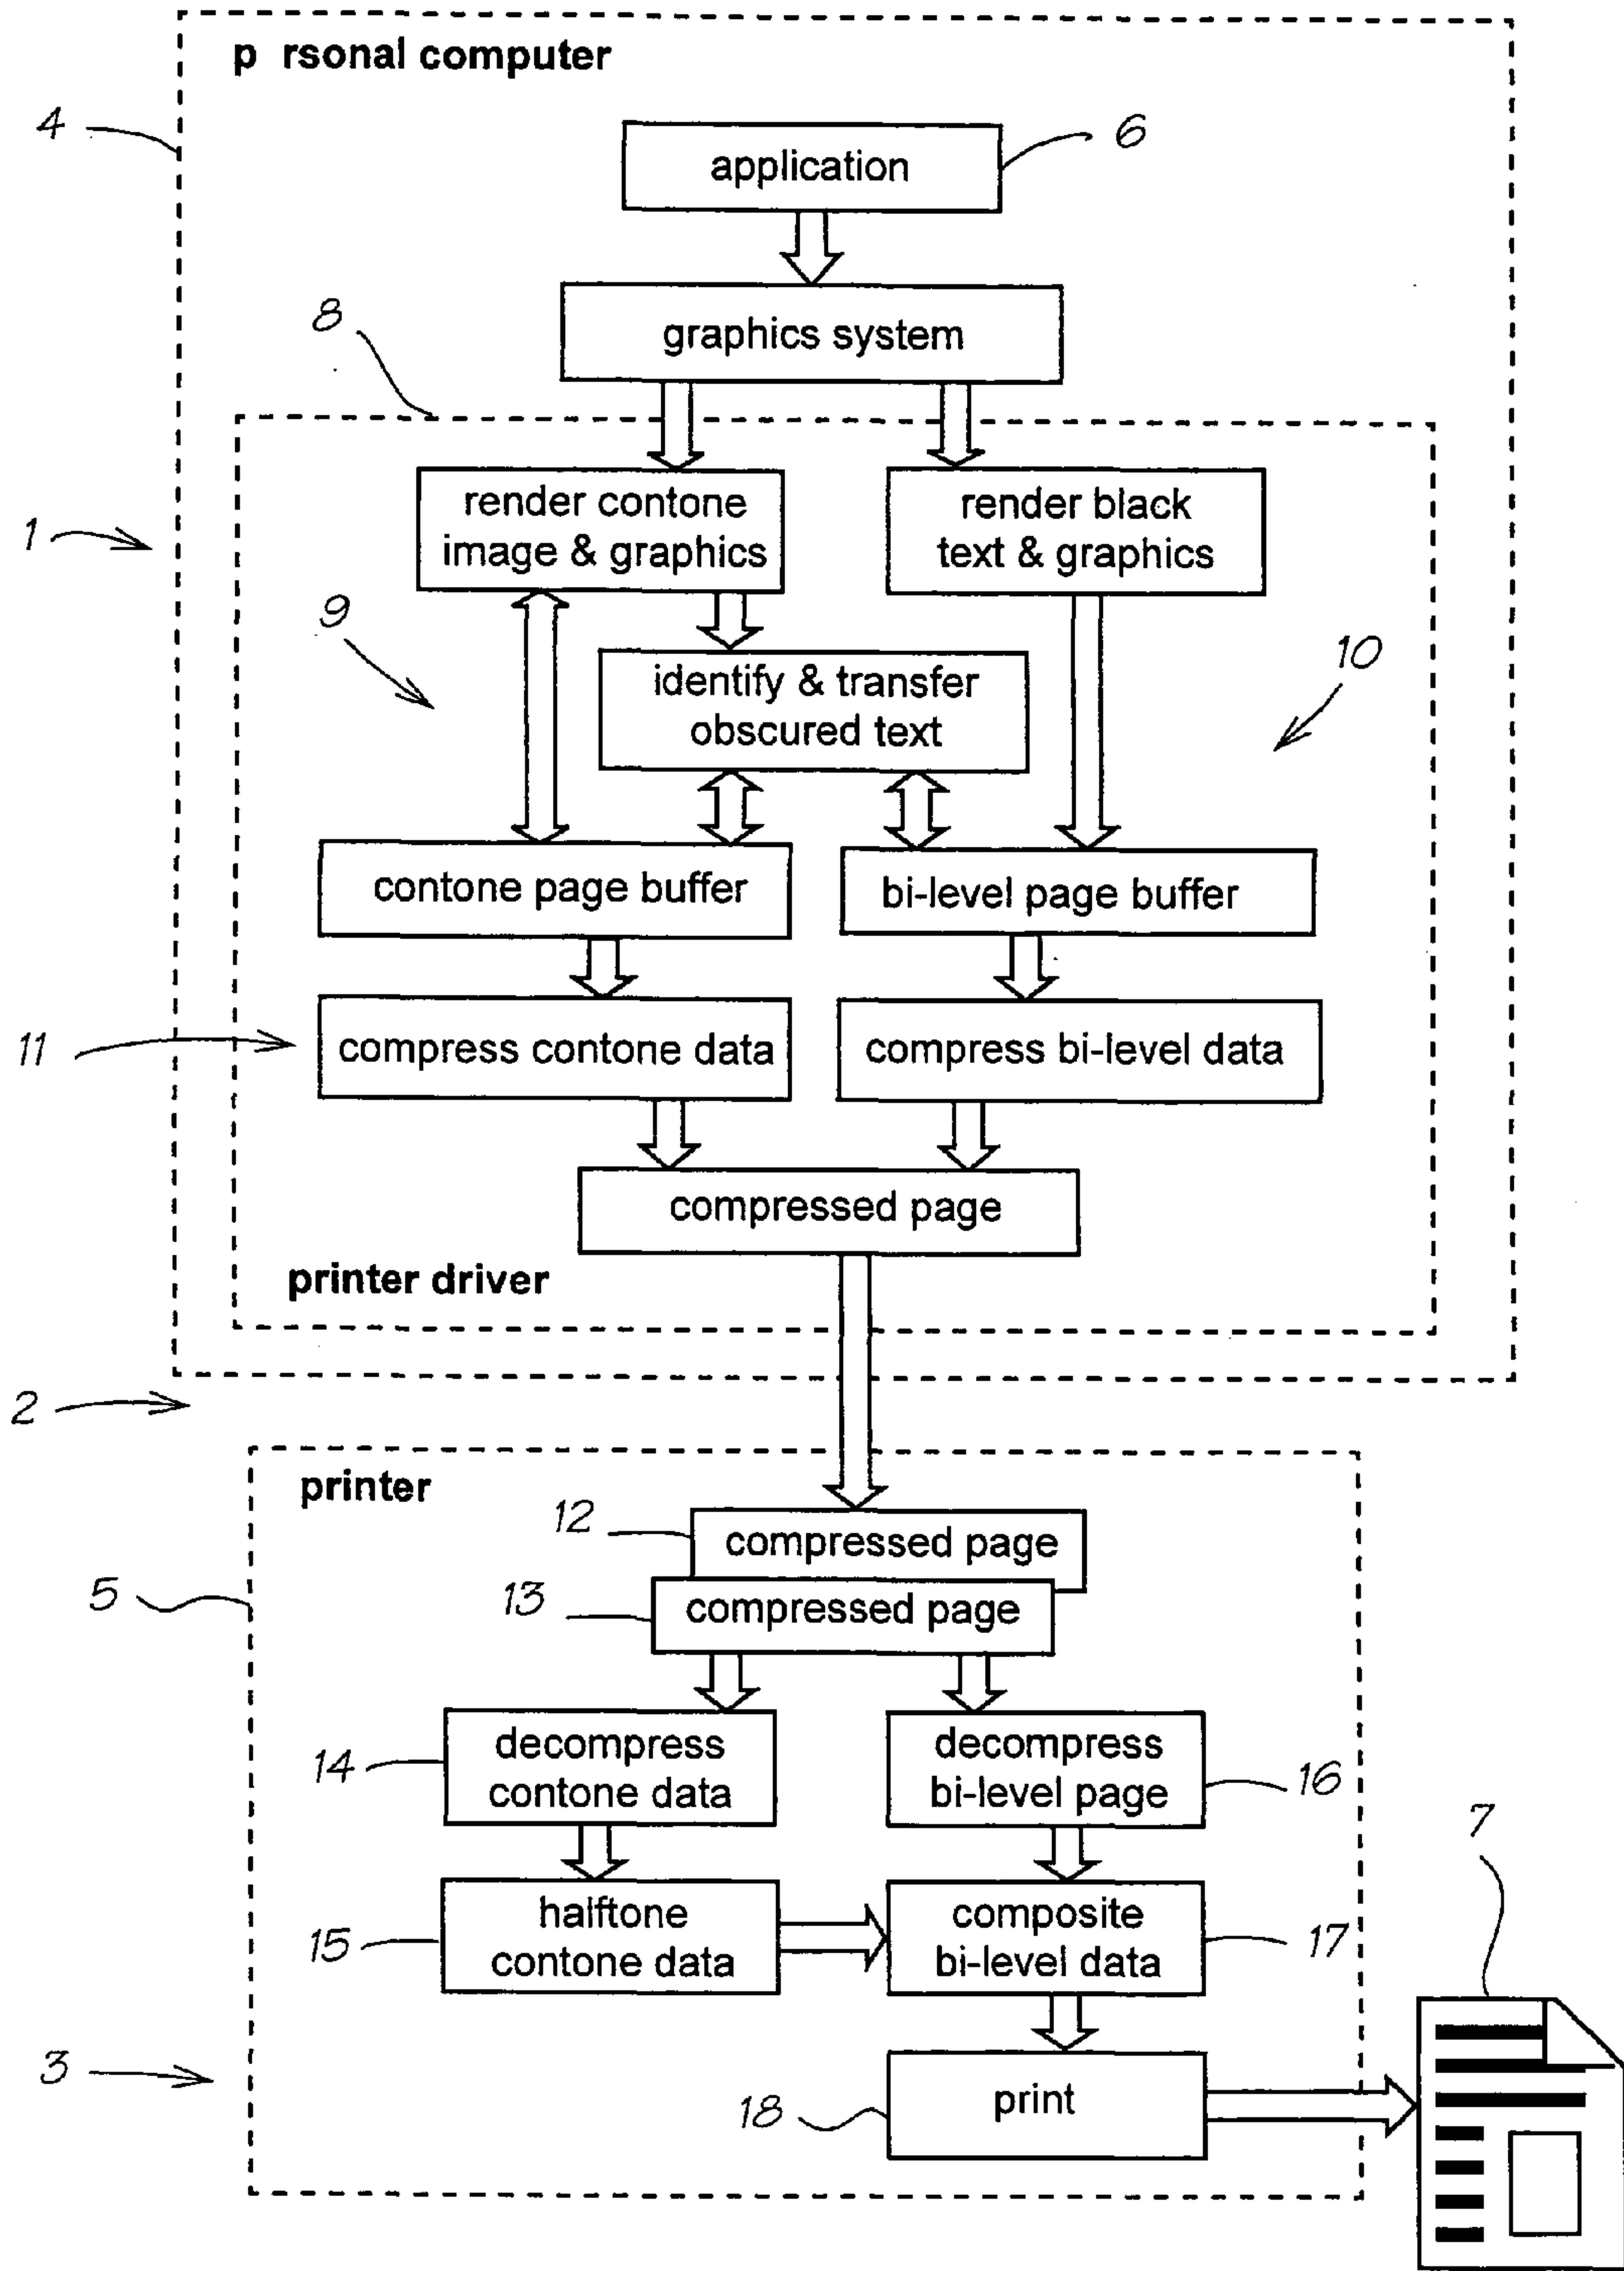 p rsonal computer
4
application
6
graphics system
8
render contone
image & graphics
render black
text & graphics
1
9
identify & transfer
obscured text
10
contone page buffer
bi-level page buffer
11
compress contone data
compress bi-level data
compressed page
printer driver
2
printer
12
compressed page
5
13
compressed page
14
decompress
contone data
decompress
bi-level page
16
7
15
halftone
contone data
composite
bi-level data
17
3
18
print